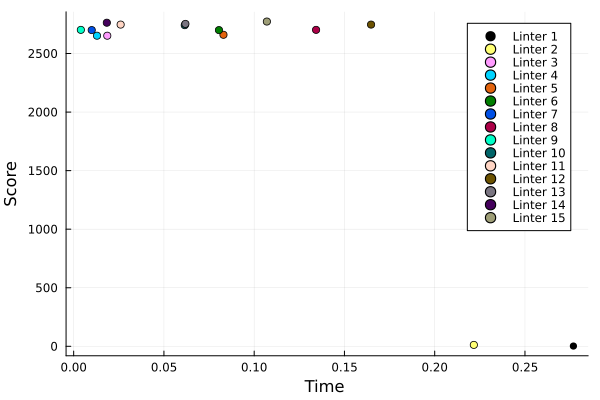 Score
2500
2000
1500
1000
500
0
0.00 0.05 0.10 0.15 0.20 0.25
Time
Linter 1
Linter 2
Linter 3
Linter 4
Linter 5
Linter 6
Linter 7
Linter 8
Linter 9
Linter 10
Linter 11
Linter 12
Linter 13
Linter 14
Linter 15